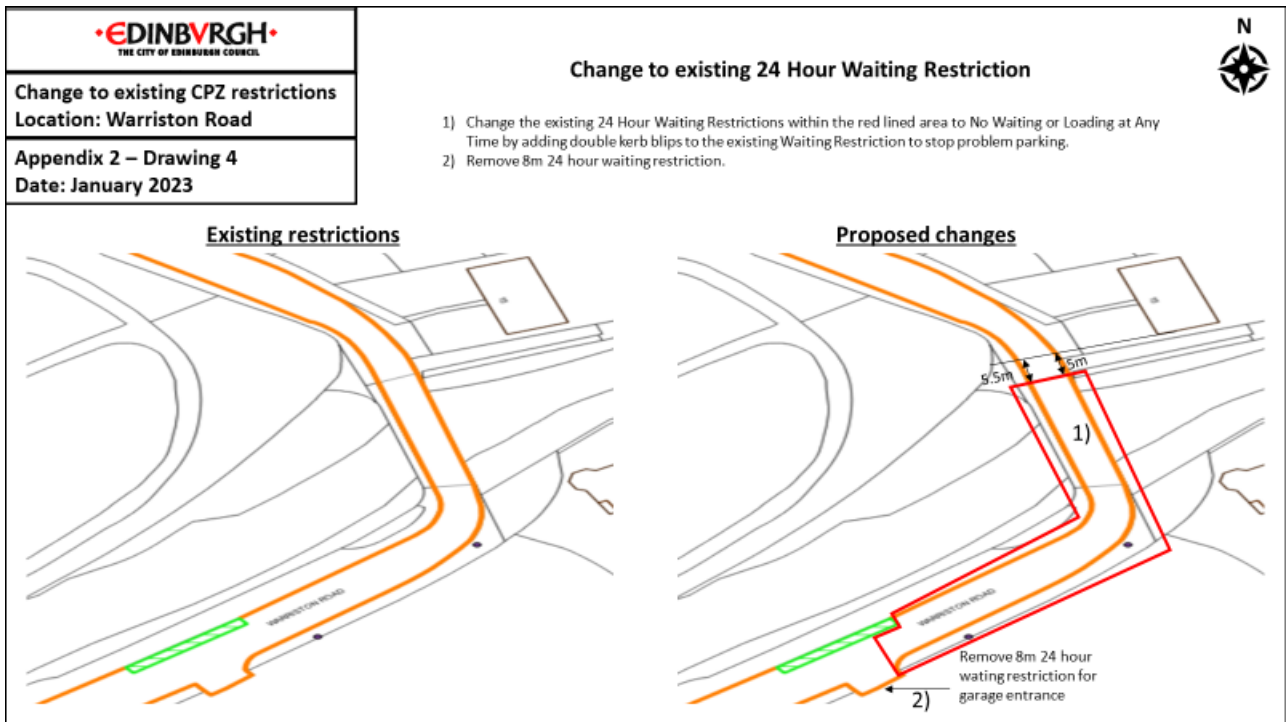 EDINBVRGH
THE CITY OF EDINBURGH COUNCIL
Change to existing CPZ restrictions
Location: Warriston Road
Appendix 2 – Drawing 4
Date: January 2023
N
Change to existing 24 Hour Waiting Restriction
1) Change the existing 24 Hour Waiting Restrictions within the red lined area to No Waiting or Loading at Any
Time by adding double kerb blips to the existing Waiting Restriction to stop problem parking.
2) Remove 8m 24 hour waiting restriction.
Existing restrictions
WARRISTON ROAD
Proposed changes
5m
5.5m
1)
WARRISTON ROAD
Remove 8m 24 hour
wating restriction for
garage entrance
2)